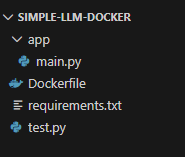 SIMPLE-LLM-DOCKER
app
main.py
Dockerfile
requirements.txt
test.py